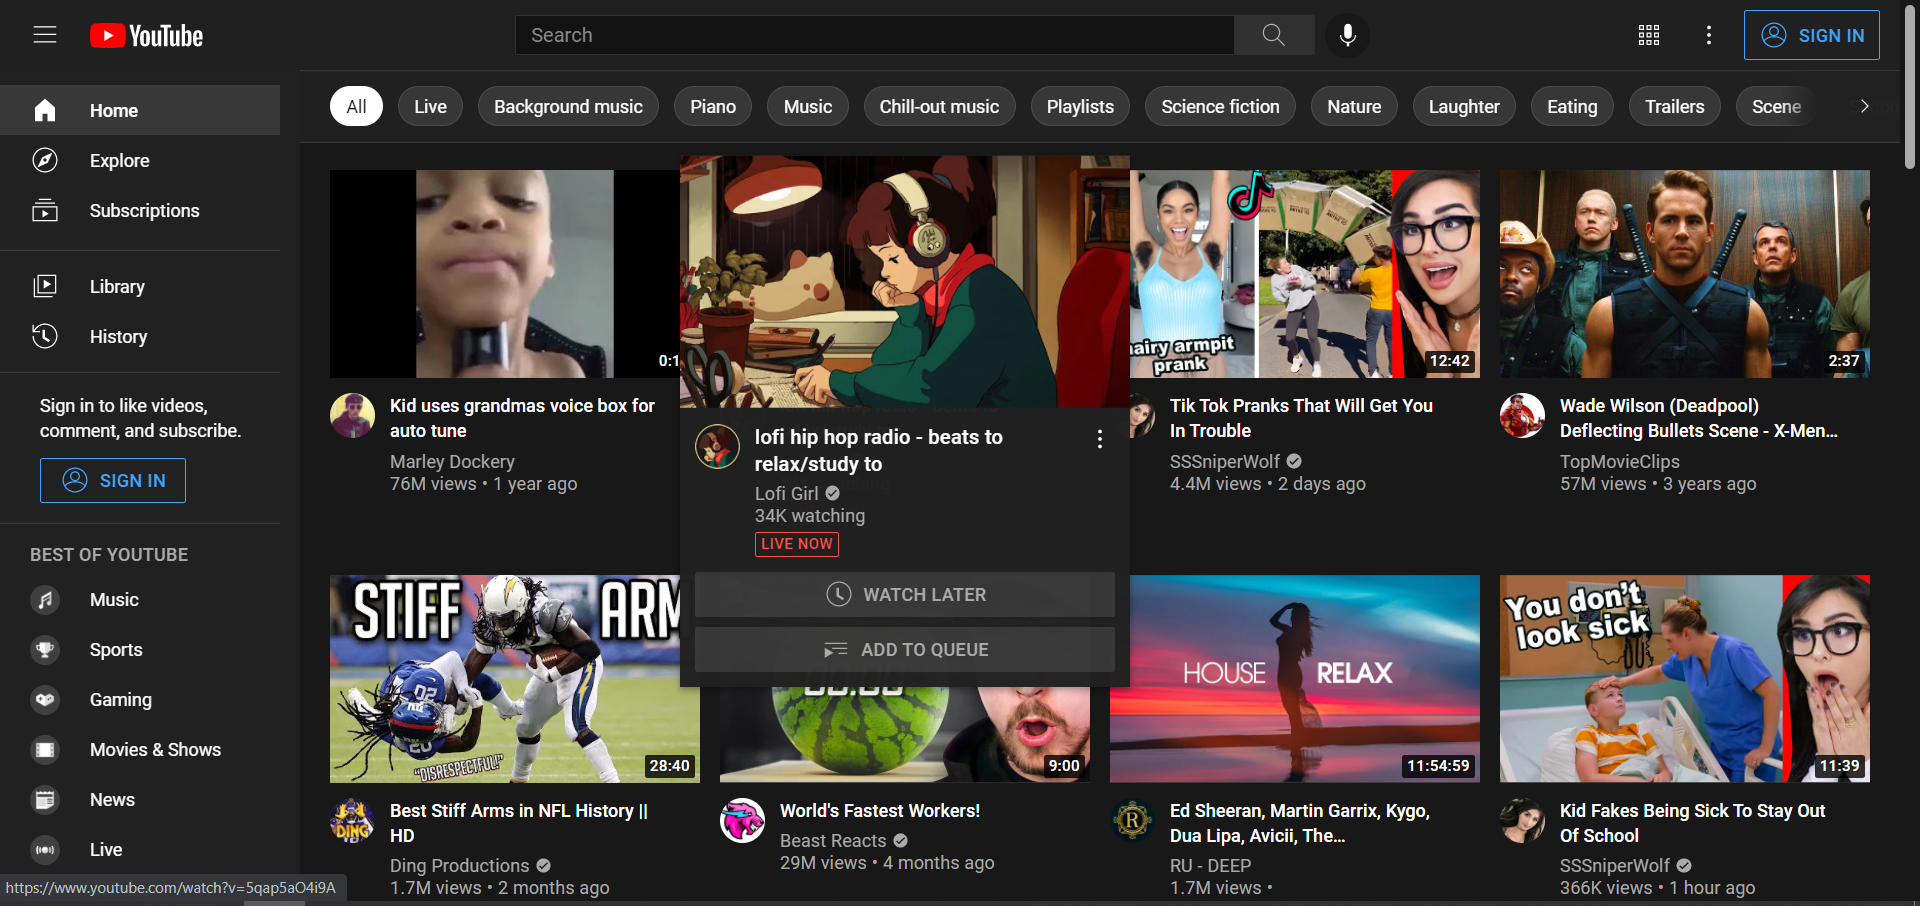 YouTube
Search
SIGN IN
Home
Explore
Subscriptions
Library
History
Sign in to like videos,
comment, and subscribe.
SIGN IN
BEST OF YOUTUBE
Music
Sports
Gaming
Movies & Shows
News
Live
https://www.youtube.com/watch?v=5qap5aO4i9A
All
Live
Background music
Piano
Music
Chill-out music
Playlists
Science fiction
Nature
Laughter
Eating
Trailers
Scene
0:1
Kid uses grandmas voice box for
auto tune
Marley Dockery
76M views • 1 year ago
lofi hip hop radio - beats to
relax/study to
Lofi Girl
34K watching
LIVE NOW
WATCH LATER
ADD TO QUEUE
hairy armpit
prank
12:42
Tik Tok Pranks That Will Get You
In Trouble
SSSniperWolf
4.4M views • 2 days ago
2:37
Wade Wilson (Deadpool)
Deflecting Bullets Scene - X-Men...
TopMovieClips
57M views • 3 years ago
STIFF ARM
"DISRESPECTFUL!"
28:40
Best Stiff Arms in NFL History ||
HD
Ding Productions
1.7M views • 2 months ago
9:00
World's Fastest Workers!
Beast Reacts
29M views • 4 months ago
HOUSE RELAX
11:54:59
Ed Sheeran, Martin Garrix, Kygo,
Dua Lipa, Avicii, The...
RU - DEEP
1.7M views •
You don't
look sick
11:39
Kid Fakes Being Sick To Stay Out
Of School
SSSniperWolf
366K views • 1 hour ago